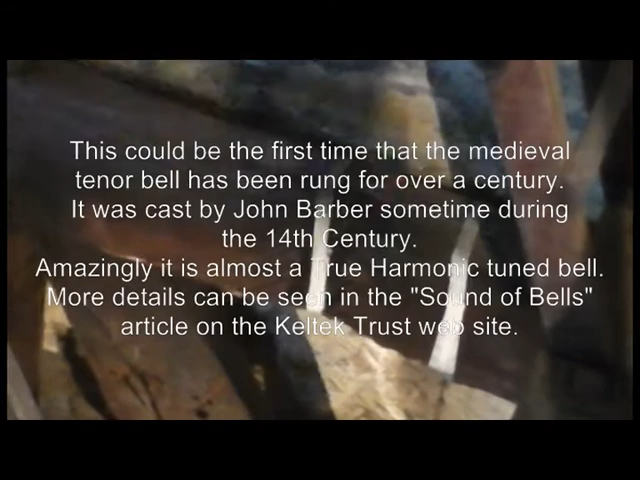 This could be the first time that the medieval
tenor bell has been rung for over a century.
It was cast by John Barber sometime during
the 14th Century.
Amazingly it is almost a True Harmonic tuned bell.
More details can be seen in the "Sound of Bells"
article on the Keltek Trust web site.